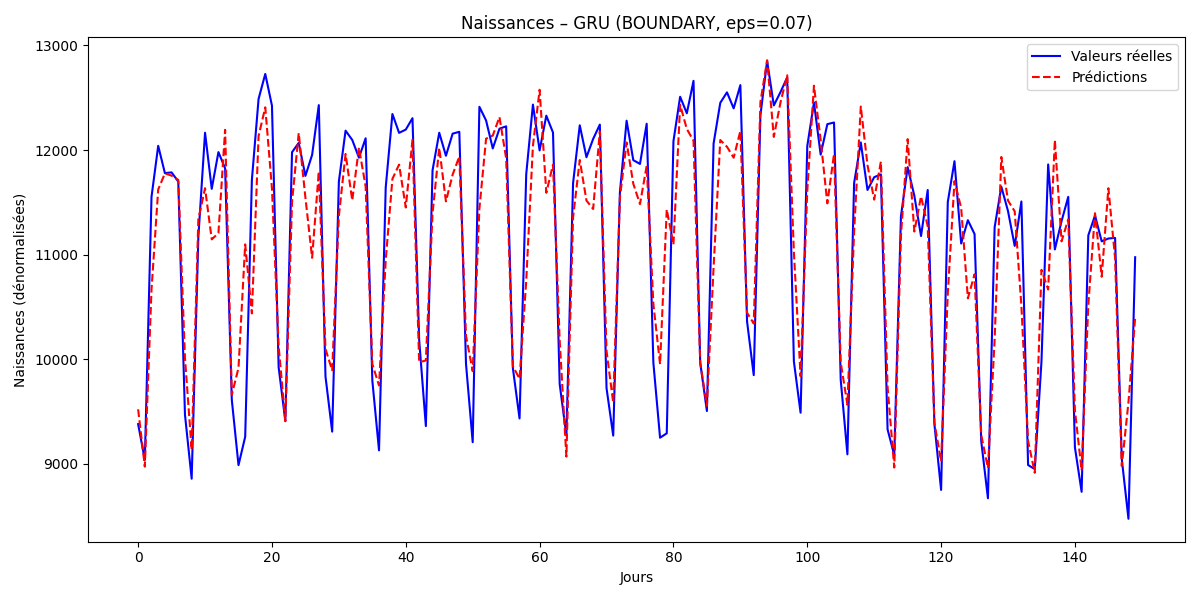 Naissances – GRU (BOUNDARY, eps=0.07)
Valeurs réelles
Prédictions
Naissances (dénormalisées)
13000
12000
11000
10000
9000
0 20 40 60 80 100 120 140
Jours